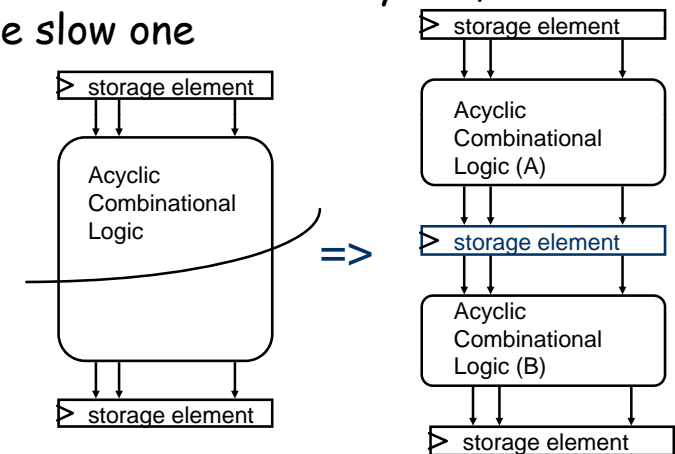 e slow one
storage element
Acyclic
Combinational
Logic
storage element
=>
storage element
Acyclic
Combinational
Logic (A)
storage element
Acyclic
Combinational
Logic (B)
storage element